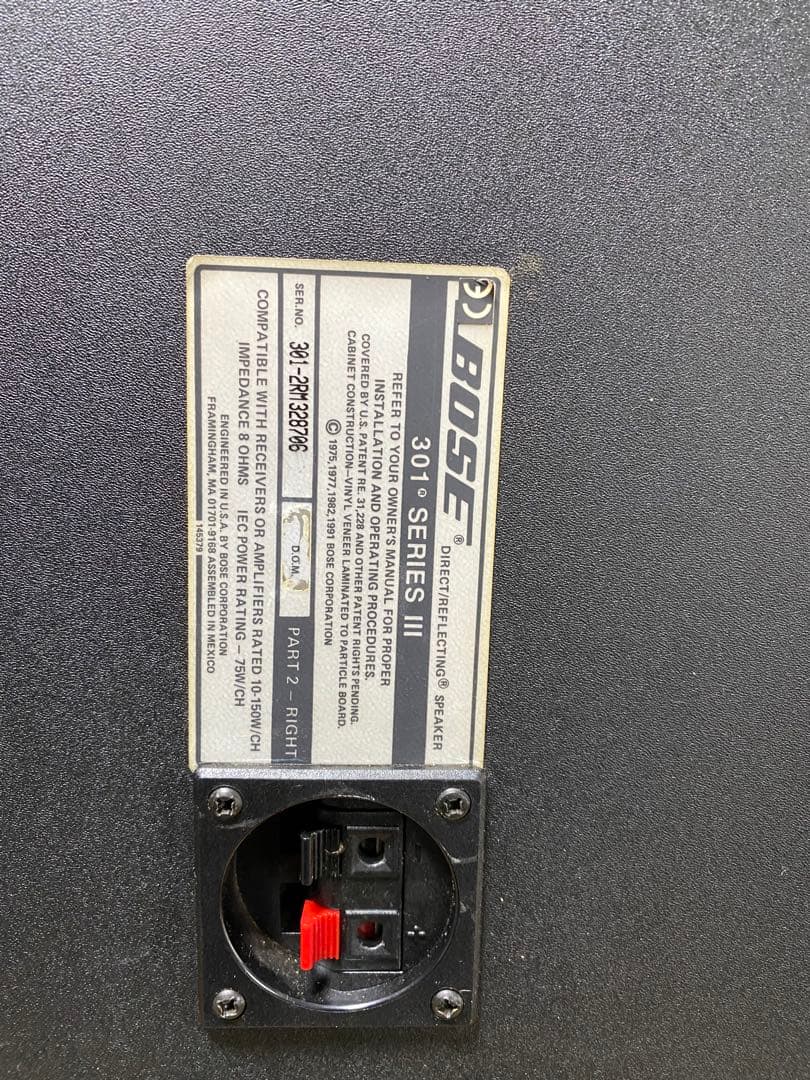 CE BOSE® DIRECT/REFLECTING® SPEAKER
301® SERIES III
REFER TO YOUR OWNER'S MANUAL FOR PROPER
INSTALLATION AND OPERATING PROCEDURES.
COVERED BY U.S. PATENT RE. 31,228 AND OTHER PATENT RIGHTS PENDING.
CABINET CONSTRUCTION–VINYL VENEER LAMINATED TO PARTICLE BOARD.
© 1975,1977,1982,1991 BOSE CORPORATION
SER.NO. 301-2RM328706 D.O.M. PART 2 – RIGHT
COMPATIBLE WITH RECEIVERS OR AMPLIFIERS RATED 10-150W/CH
IMPEDANCE 8 OHMS IEC POWER RATING – 75W/CH
ENGINEERED IN U.S.A. BY BOSE CORPORATION
FRAMINGHAM, MA 01701-9168 ASSEMBLED IN MEXICO
145379
- +